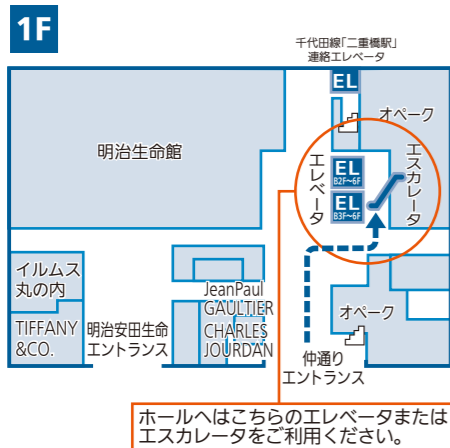 1F
千代田線「二重橋駅」
連絡エレベータ
EL
オペーク
明治生命館
エレベータ
EL
B2F~6F
EL
B3F~6F
エスカレータ
イルムス
丸の内
TIFFANY
&CO.
明治安田生命
エントランス
JeanPaul
GAULTIER
CHARLES
JOURDAN
オペーク
仲通り
エントランス
ホールへはこちらのエレベータまたは
エスカレータをご利用ください。